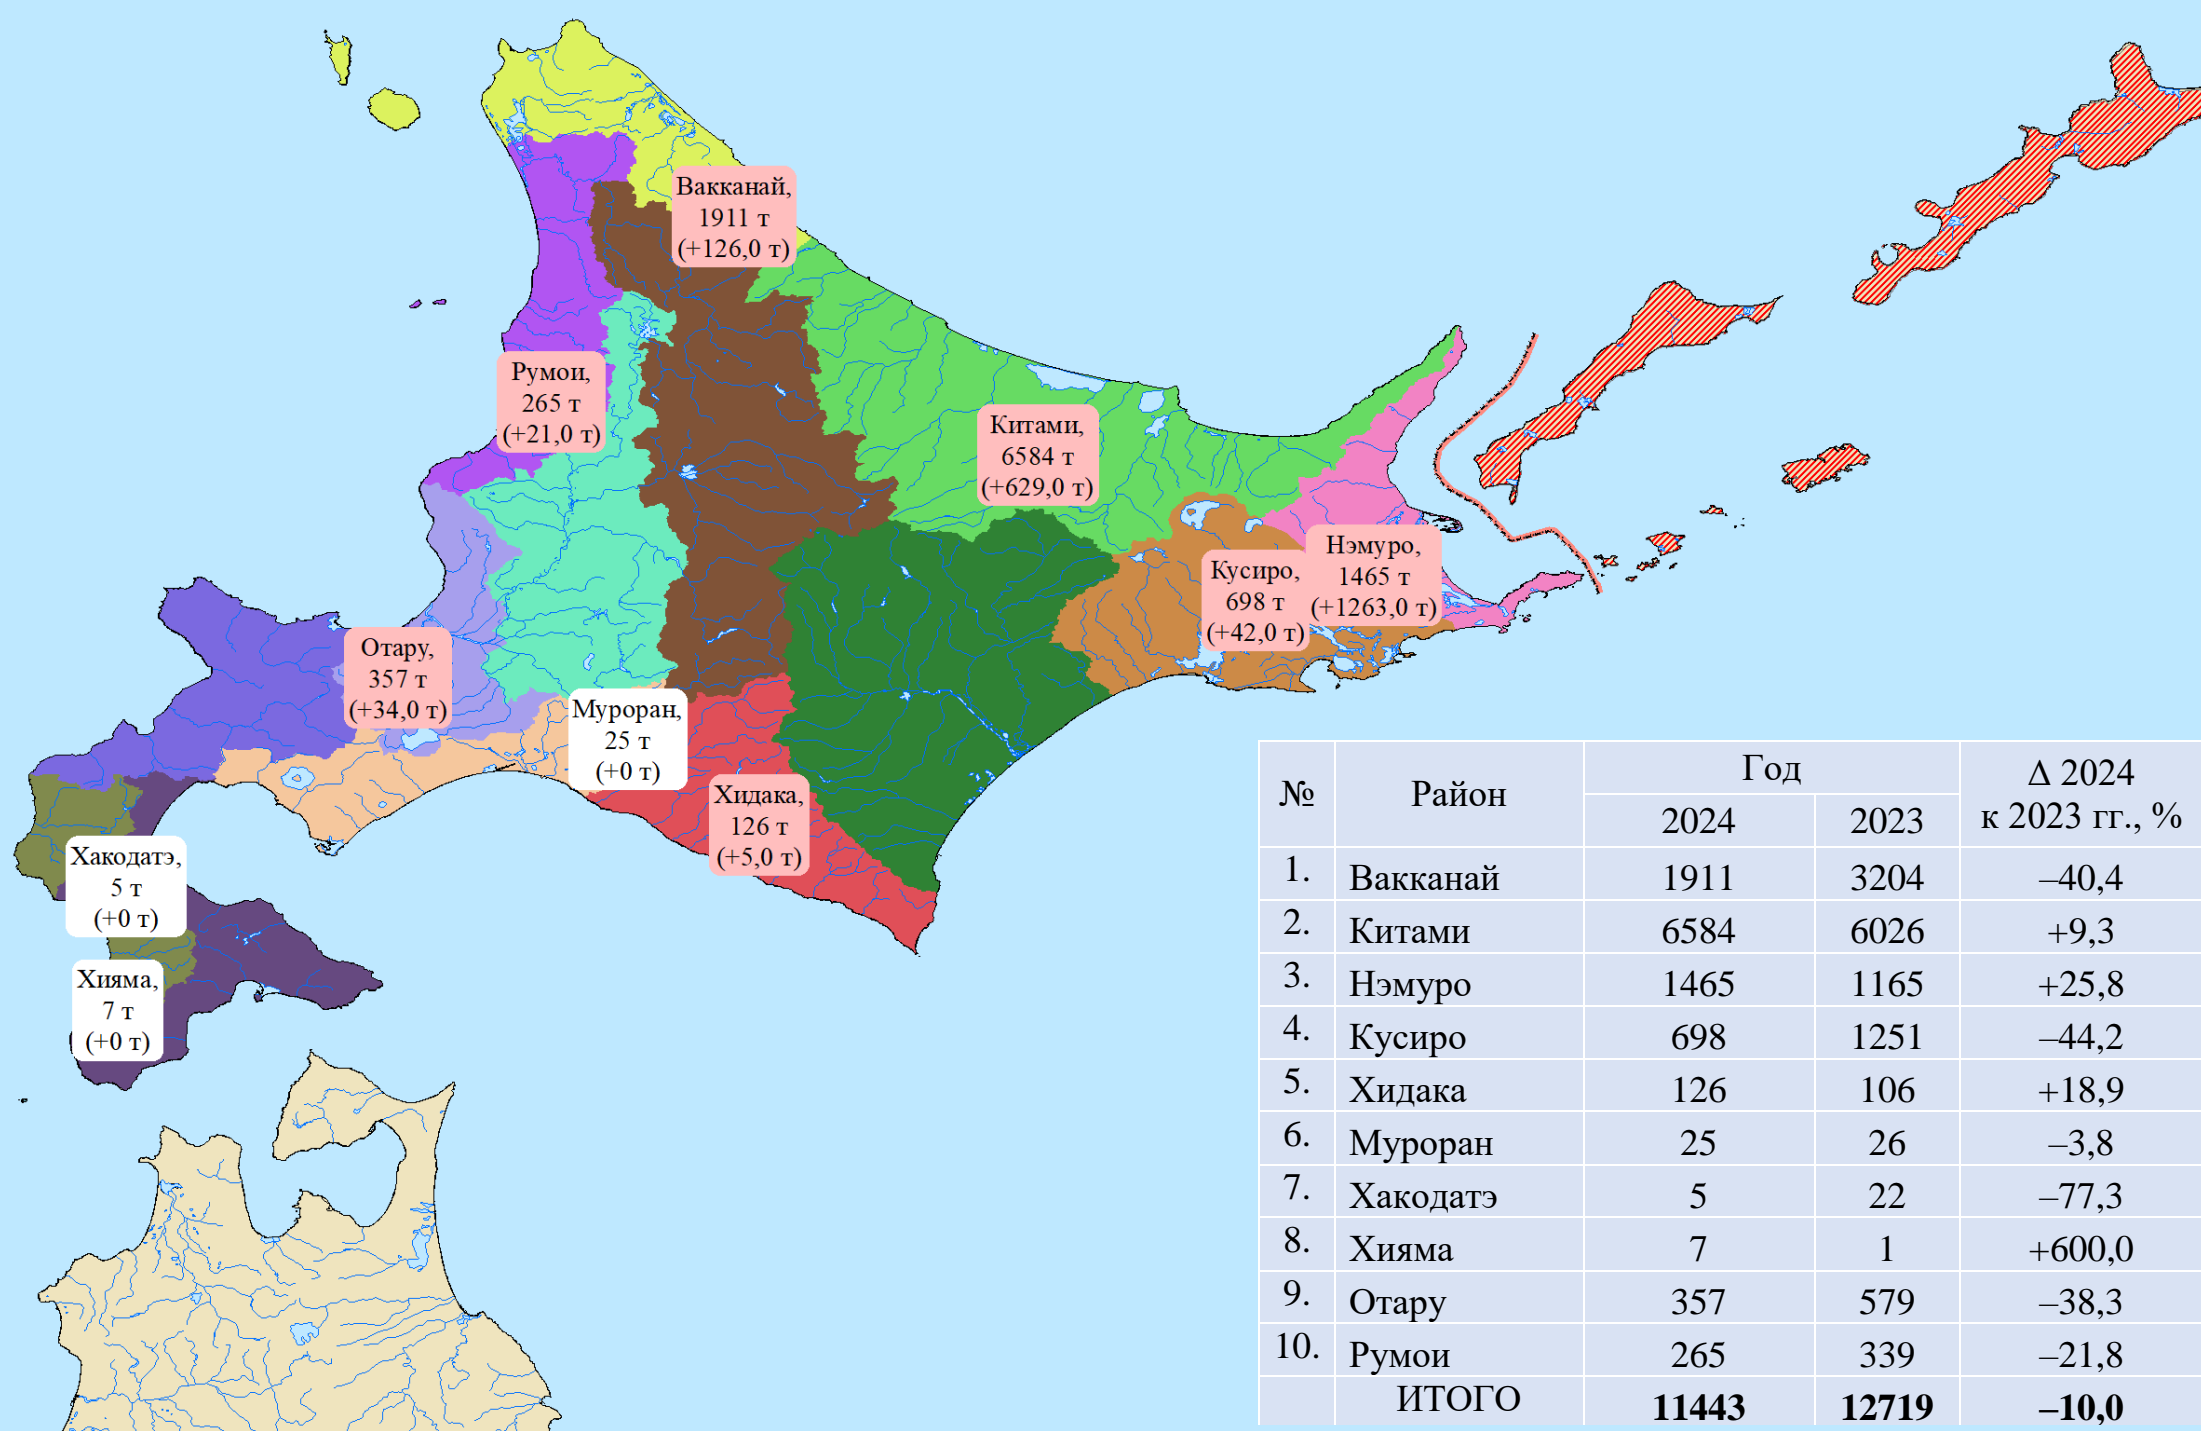 Вакканай,
1911 т
(+126,0 т)
Румои,
265 т
(+21,0 т)
Китами,
6584 т
(+629,0 т)
Нэмуро,
1465 т
(+1263,0 т)
Кусиро,
698 т
(+42,0 т)
Отару,
357 т
(+34,0 т)
Муроран,
25 т
(+0 т)
Хидака,
126 т
(+5,0 т)
Хакодатэ,
5 т
(+0 т)
Хияма,
7 т
(+0 т)
№ Район Год Δ 2024
к 2023 гг., %
2024 2023
1. Вакканай 1911 3204 –40,4
2. Китами 6584 6026 +9,3
3. Нэмуро 1465 1165 +25,8
4. Кусиро 698 1251 –44,2
5. Хидака 126 106 +18,9
6. Муроран 25 26 –3,8
7. Хакодатэ 5 22 –77,3
8. Хияма 7 1 +600,0
9. Отару 357 579 –38,3
10. Румои 265 339 –21,8
ИТОГО 11443 12719 –10,0